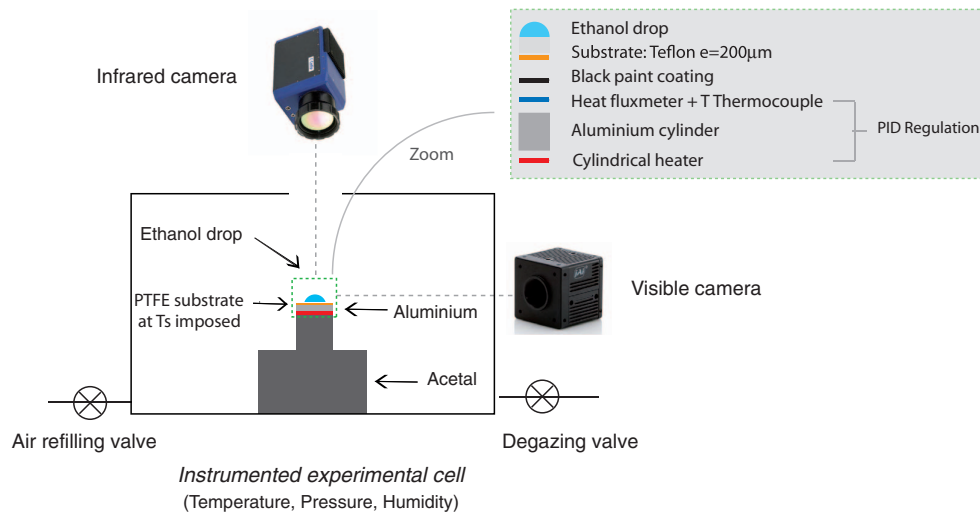 Infrared camera
Zoom
Ethanol drop
Substrate: Teflon e=200μm
Black paint coating
Heat fluxmeter + T Thermocouple
Aluminium cylinder
Cylindrical heater
PID Regulation
Ethanol drop
PTFE substrate
at Ts imposed
Aluminium
Acetal
Visible camera
Air refilling valve
Degazing valve
Instrumented experimental cell
(Temperature, Pressure, Humidity)